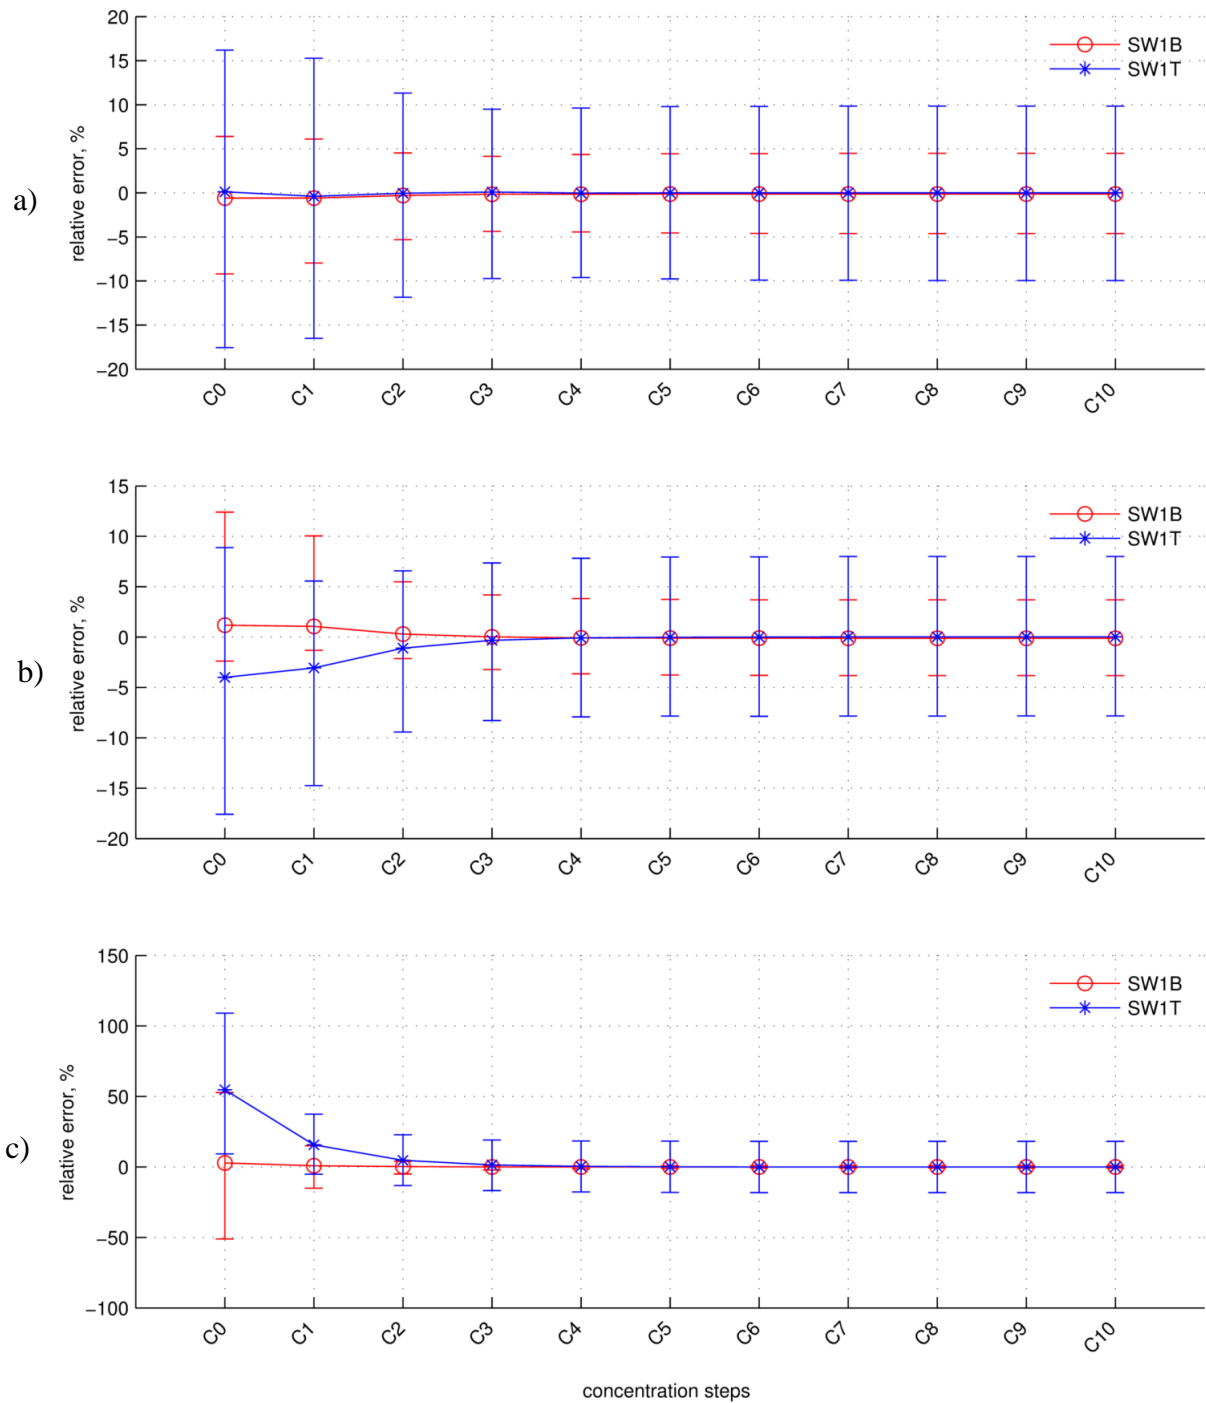 a)
relative error, %
20
15
10
5
0
−5
−10
−15
−20
SW1B
SW1T
C0 C1 C2 C3 C4 C5 C6 C7 C8 C9 C10
b)
relative error, %
15
10
5
0
−5
−10
−15
−20
SW1B
SW1T
C0 C1 C2 C3 C4 C5 C6 C7 C8 C9 C10
c)
relative error, %
150
100
50
0
−50
−100
SW1B
SW1T
C0 C1 C2 C3 C4 C5 C6 C7 C8 C9 C10
concentration steps